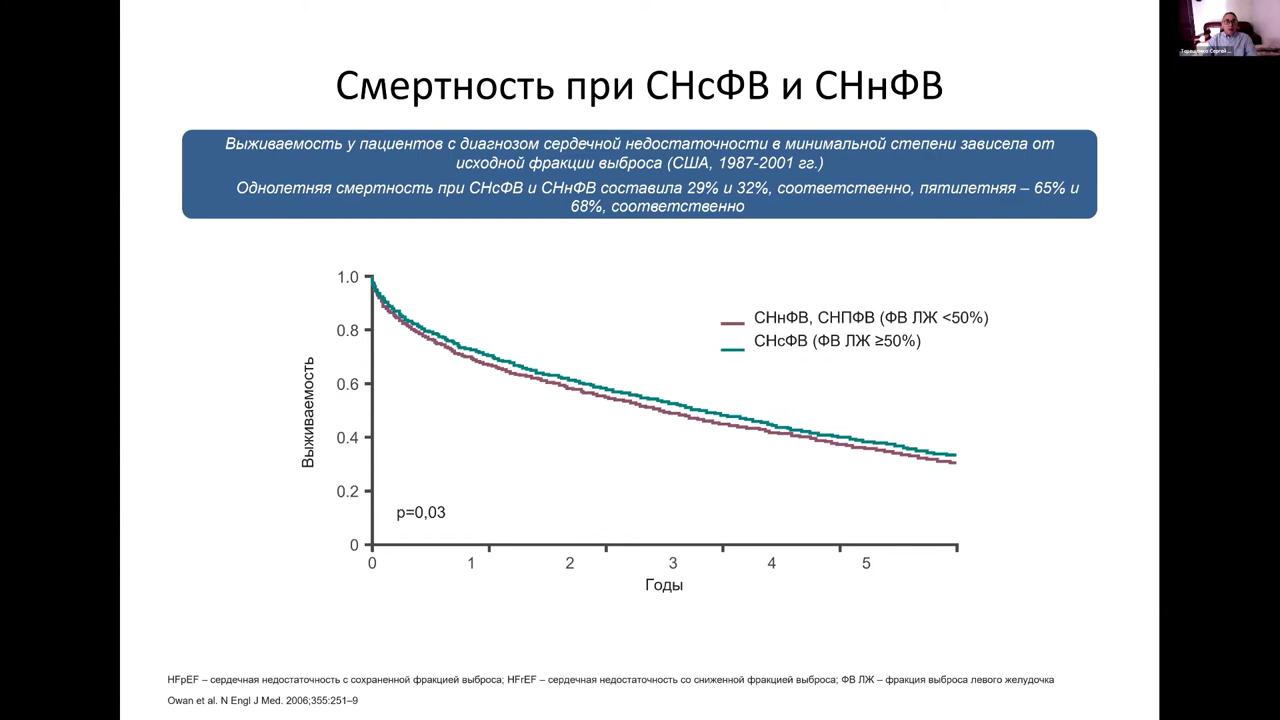 Смертность при СНсФВ и СНнФВ
Выживаемость у пациентов с диагнозом сердечной недостаточности в минимальной степени зависела от
исходной фракции выброса (США, 1987-2001 гг.)
Однолетняя смертность при СНсФВ и СНнФВ составила 29% и 32%, соответственно, пятилетняя – 65% и
68%, соответственно
СНнФВ, СНПФВ (ФВ ЛЖ <50%)
СНсФВ (ФВ ЛЖ ≥50%)
Выживаемость
1.0
0.8
0.6
0.4
0.2
0
p=0,03
0 1 2 3 4 5
Годы
HFpEF – сердечная недостаточность с сохраненной фракцией выброса; HFrEF – сердечная недостаточность со сниженной фракцией выброса; ФВ ЛЖ – фракция выброса левого желудочка
Owan et al. N Engl J Med. 2006;355:251–9
Терещенко Сергей ...